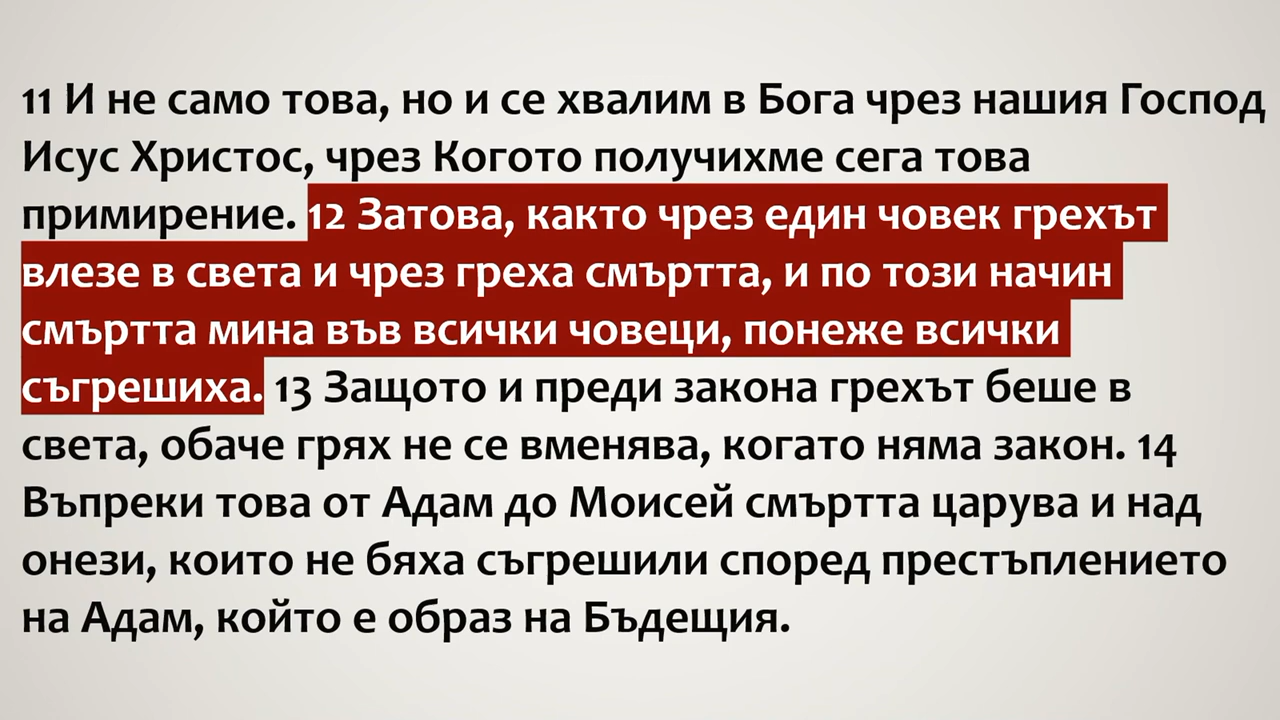 11 И не само това, но и се хвалим в Бога чрез нашия Господ
Исус Христос, чрез Когото получихме сега това
примирение. 12 Затова, както чрез един човек грехът
влезе в света и чрез греха смъртта, и по този начин
смъртта мина във всички човеци, понеже всички
съгрешиха. 13 Защото и преди закона грехът беше в
света, обаче грях не се вменява, когато няма закон. 14
Въпреки това от Адам до Моисей смъртта царува и над
онези, които не бяха съгрешили според престъплението
на Адам, който е образ на Бъдещия.